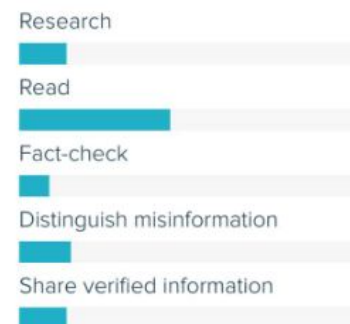 Research
Read
Fact-check
Distinguish misinformation
Share verified information